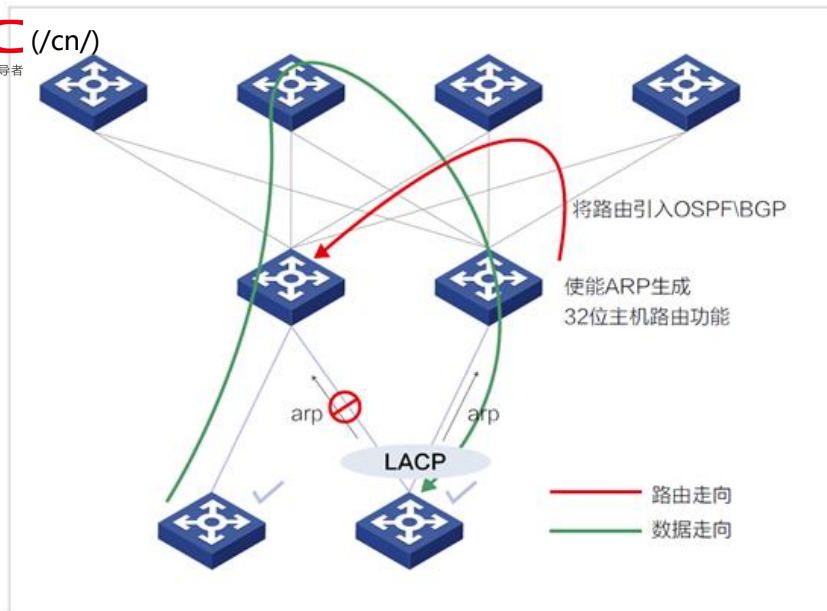 C (/cn/)
导者
将路由引入OSPF\BGP
使能ARP生成
32位主机路由功能
arp
arp
LACP
路由走向
数据走向